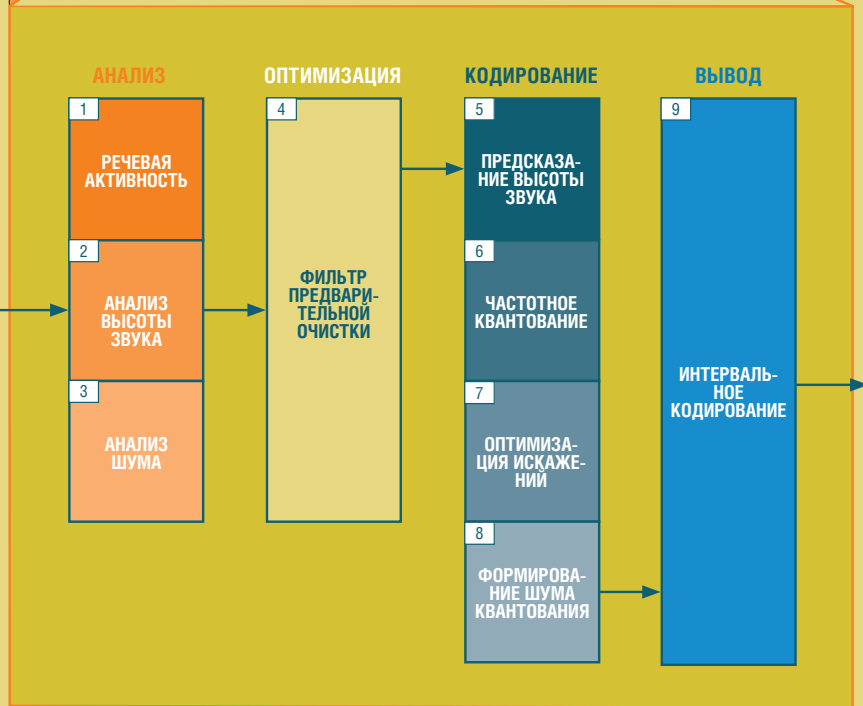 АНАЛИЗ
1
РЕЧЕВАЯ
АКТИВНОСТЬ
2
АНАЛИЗ
ВЫСОТЫ
ЗВУКА
3
АНАЛИЗ
ШУМА
ОПТИМИЗАЦИЯ
4
ФИЛЬТР
ПРЕДВАРИ-
ТЕЛЬНОЙ
ОЧИСТКИ
КОДИРОВАНИЕ
5
ПРЕДСКАЗА-
НИЕ ВЫСОТЫ
ЗВУКА
6
ЧАСТОТНОЕ
КВАНТОВАНИЕ
7
ОПТИМИЗА-
ЦИЯ ИСКАЖЕ-
НИЙ
8
ФОРМИРОВА-
НИЕ ШУМА
КВАНТОВАНИЯ
ВЫВОД
9
ИНТЕРВАЛЬ-
НОЕ
КОДИРОВАНИЕ